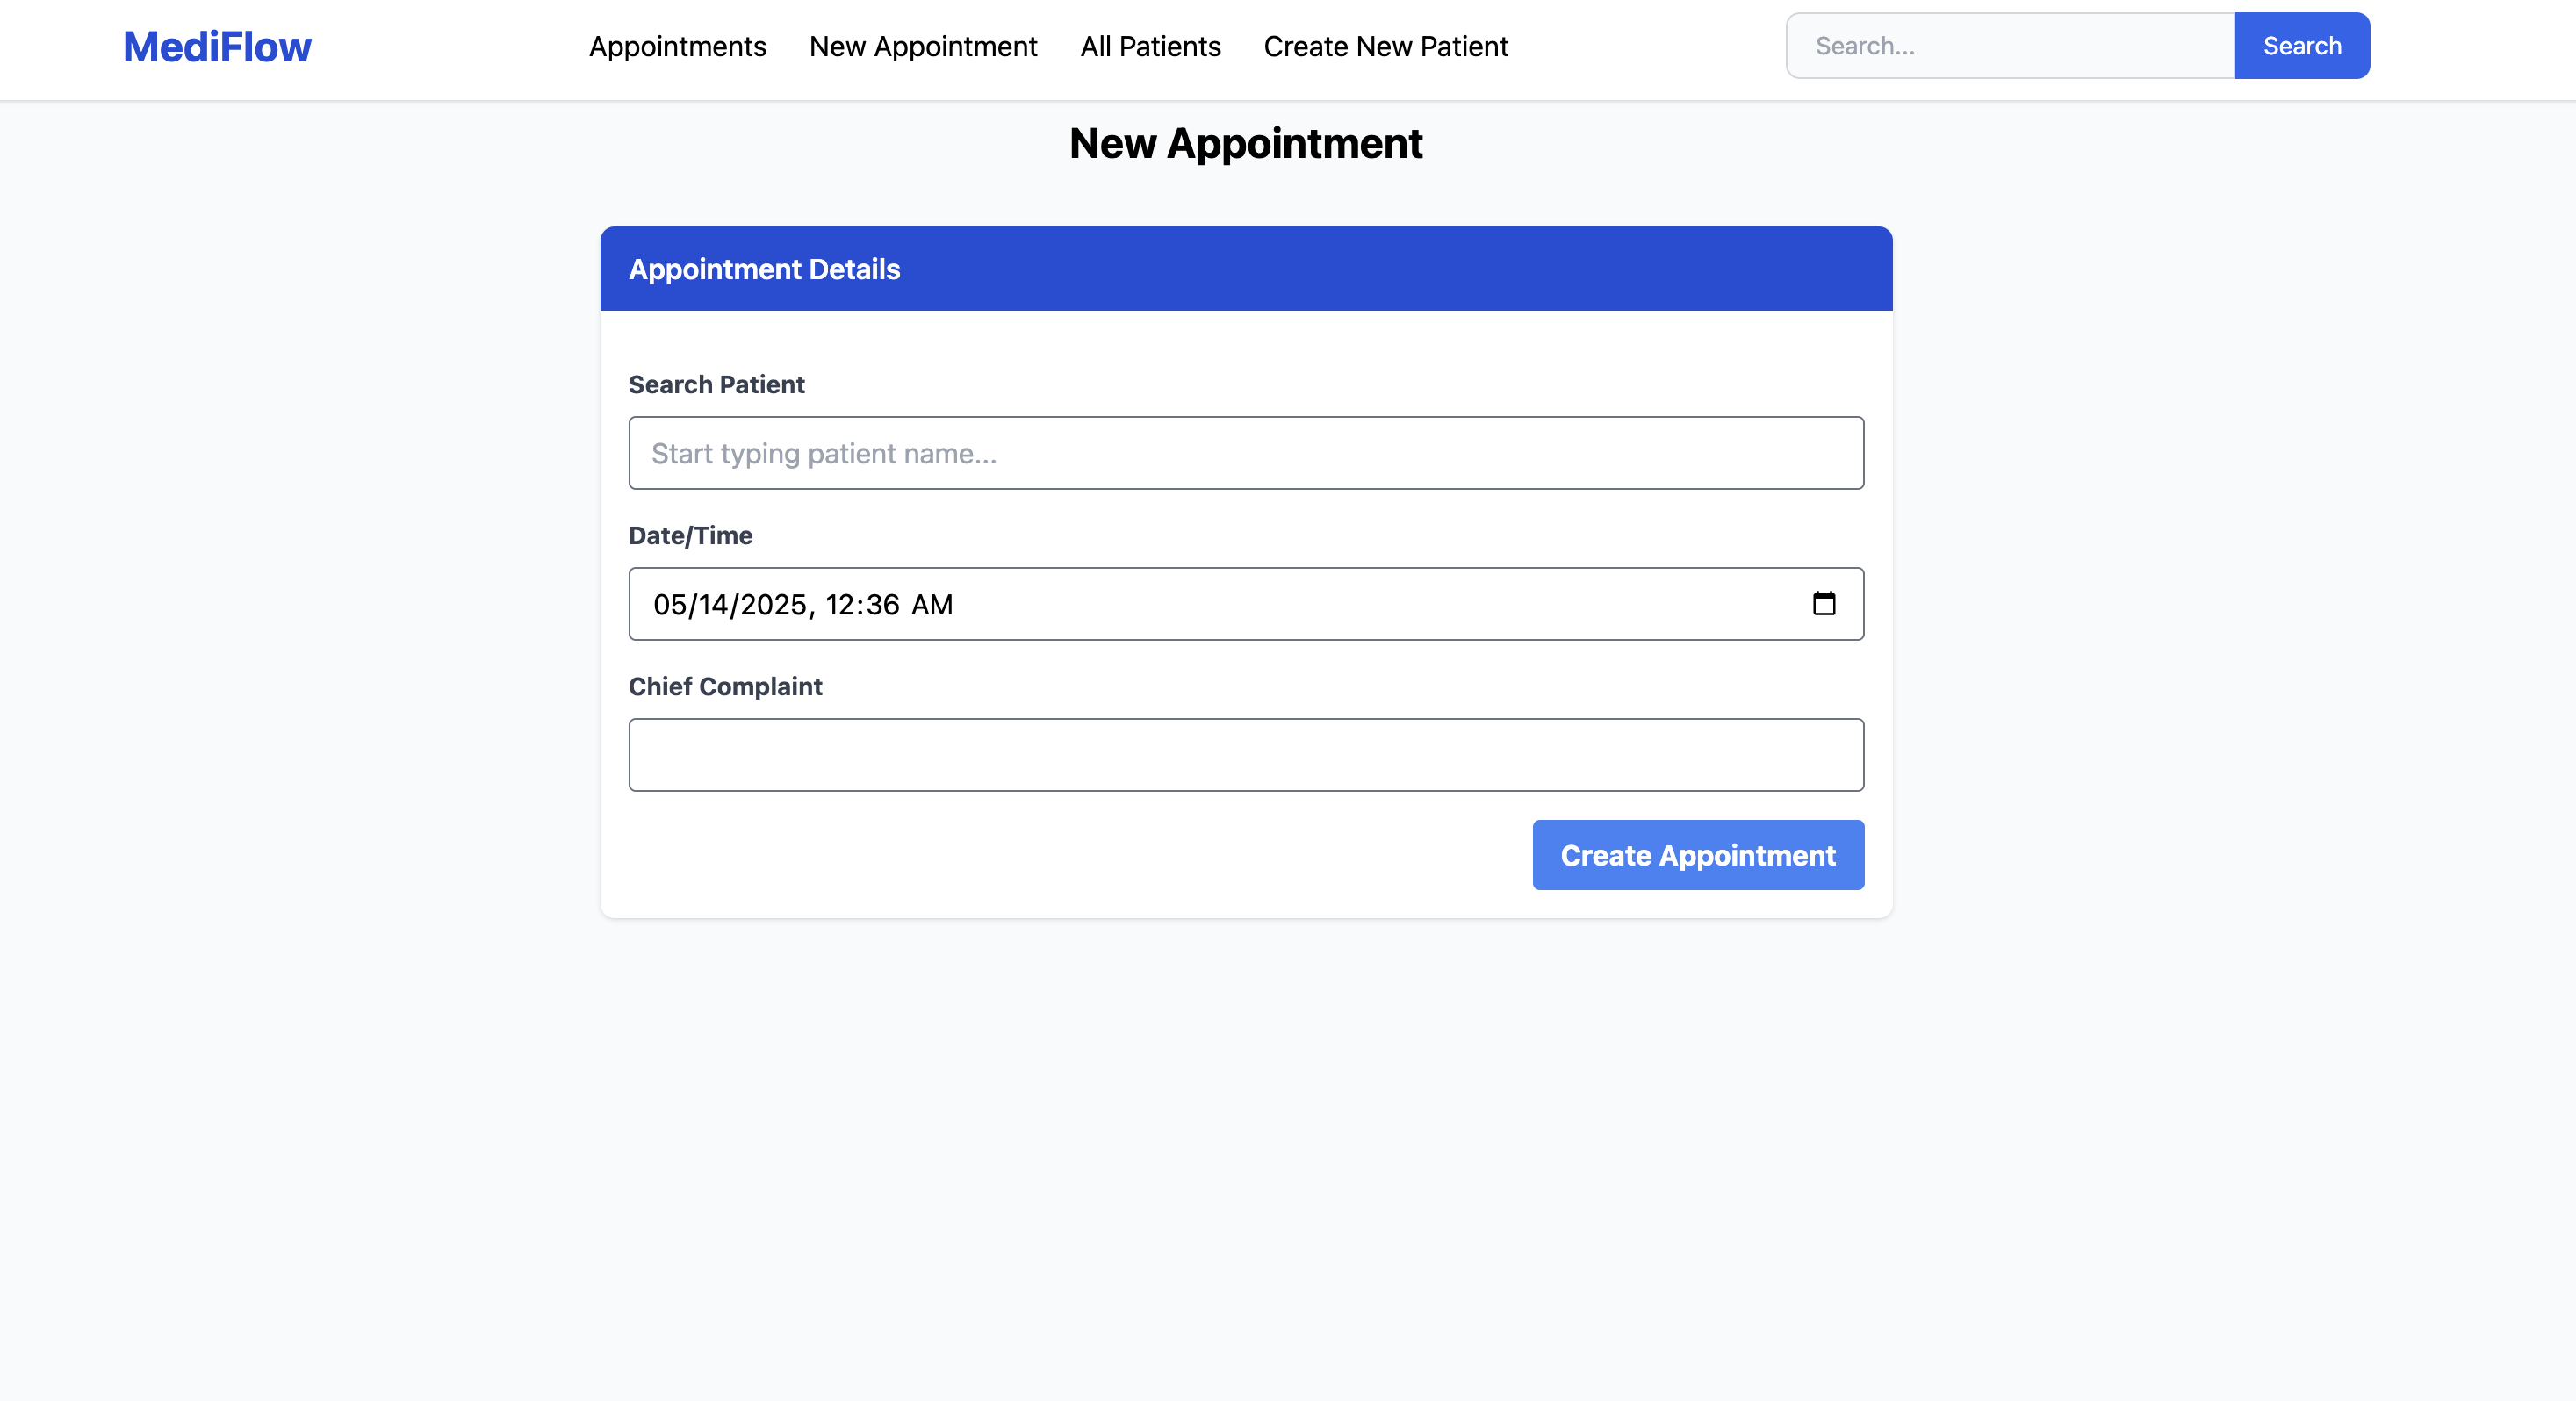 MediFlow
Appointments
New Appointment
All Patients
Create New Patient
Search...
Search
New Appointment
Appointment Details
Search Patient
Start typing patient name...
Date/Time
05/14/2025, 12:36 AM
Chief Complaint
Create Appointment